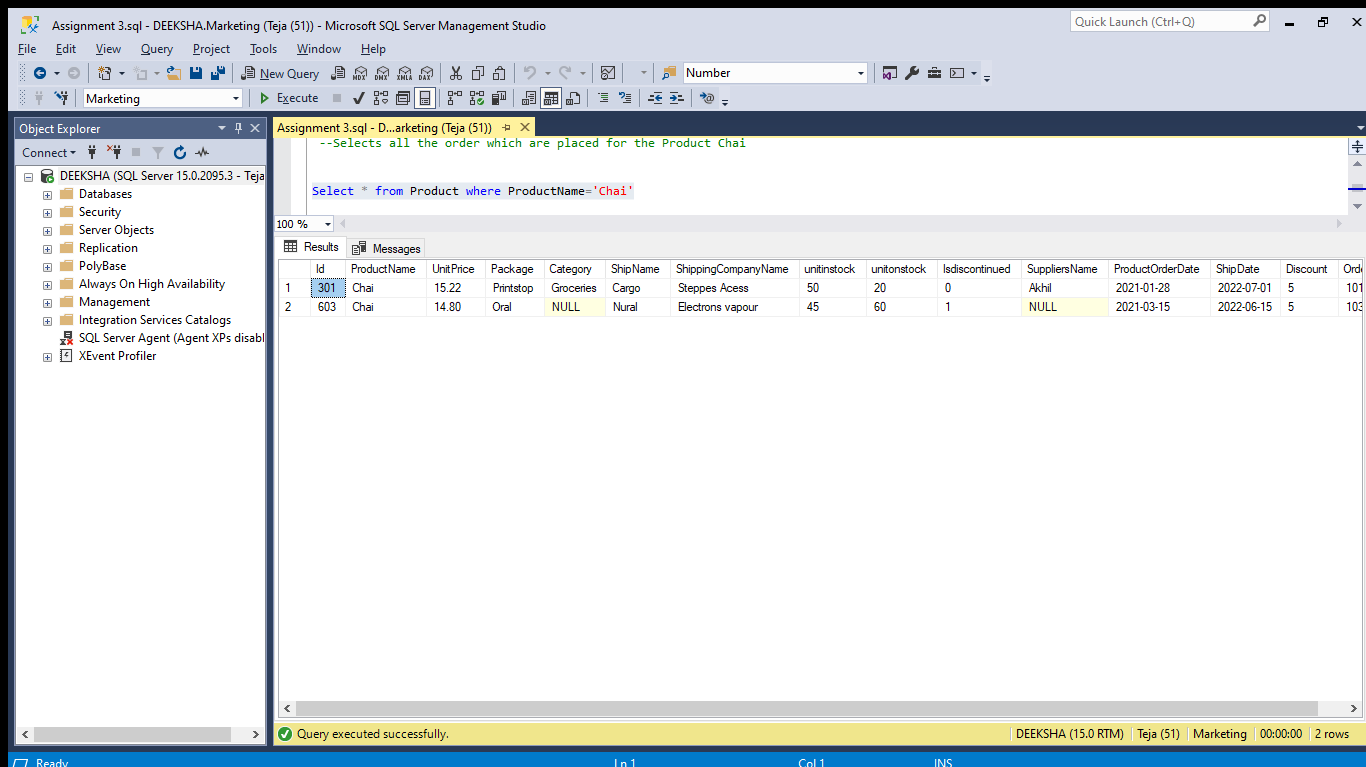 Assignment 3.sql - DEEKSHA.Marketing (Teja (51)) - Microsoft SQL Server Management Studio
Quick Launch (Ctrl+Q)
File Edit View Query Project Tools Window Help
New Query MDX DMX XMLA DAX Number
Marketing Execute
Object Explorer
Connect
DEEKSHA (SQL Server 15.0.2095.3 - Teja
Databases
Security
Server Objects
Replication
PolyBase
Always On High Availability
Management
Integration Services Catalogs
SQL Server Agent (Agent XPs disabl
XEvent Profiler
Assignment 3.sql - D...arketing (Teja (51))
--Selects all the order which are placed for the Product Chai
Select * from Product where ProductName='Chai'
100 %
Results Messages
Id ProductName UnitPrice Package Category ShipName ShippingCompanyName unitinstock unitonstock Isdiscontinued SuppliersName ProductOrderDate ShipDate Discount Orde
1 301 Chai 15.22 Printstop Groceries Cargo Steppes Acess 50 20 0 Akhil 2021-01-28 2022-07-01 5 101
2 603 Chai 14.80 Oral NULL Nural Electrons vapour 45 60 1 NULL 2021-03-15 2022-06-15 5 103
Query executed successfully. DEEKSHA (15.0 RTM) Teja (51) Marketing 00:00:00 2 rows
Ready Ln 1 Col 1 INS